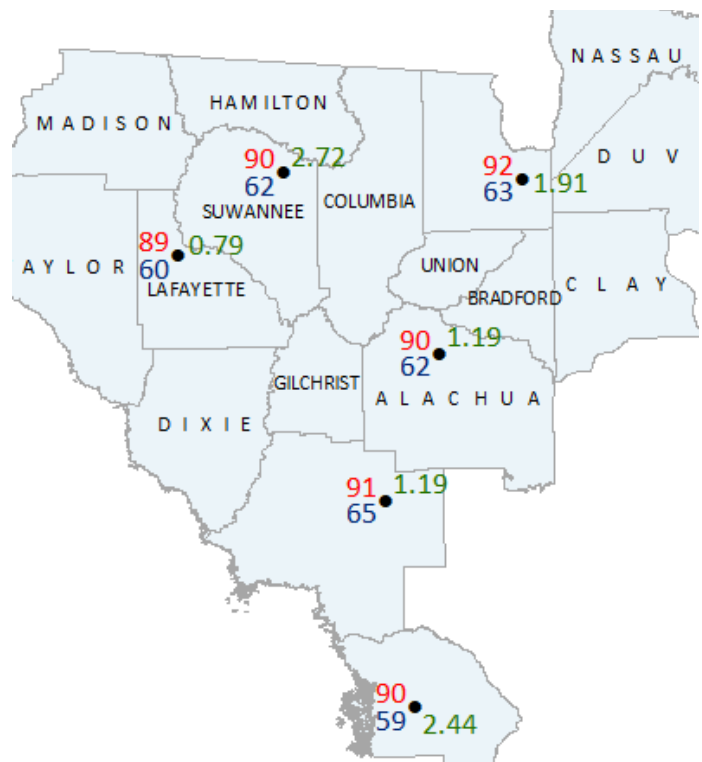 NASSAU
HAMILTON
MADISON
DUV
90 2.72
62
92
63 1.91
SUWANNEE
COLUMBIA
89 0.79
60
AYLOR
LAFAYETTE
UNION
CLAY
BRADFORD
90 1.19
62
GILCHRIST
ALACHUA
DIXIE
91 1.19
65
90
59 2.44